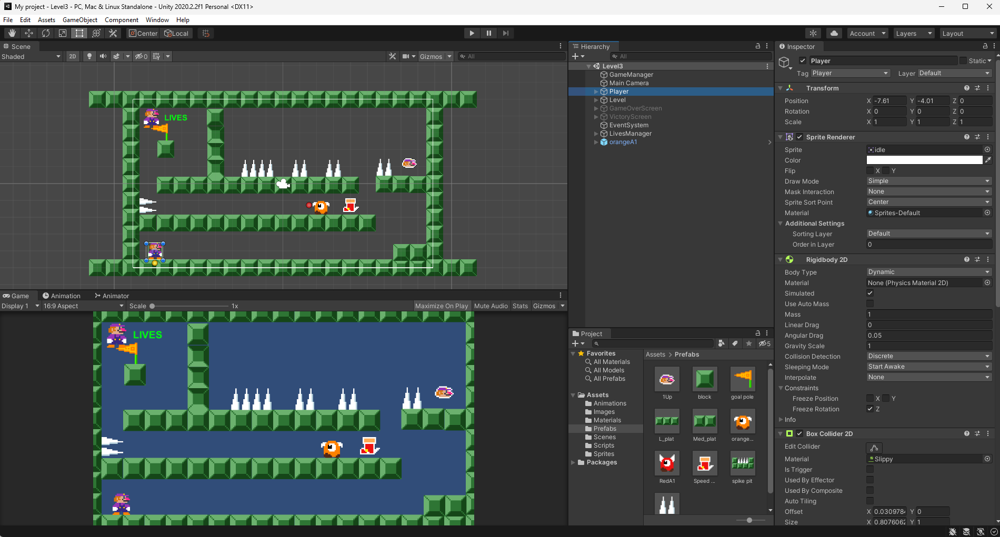 My project - Level3 - PC, Mac & Linux Standalone - Unity 2020.2.2f1 Personal <DX11>
File Edit Assets GameObject Component Window Help
Center Local Account Layers Layout
Scene
Shaded 2D 0 Gizmos All
LIVES
Game Animation Animator
Display 1 16:9 Aspect Scale 1x Maximize On Play Mute Audio Stats Gizmos
LIVES
Hierarchy
All
Level3
GameManager
Main Camera
Player
Level
GameOverScreen
VictoryScreen
EventSystem
LivesManager
orangeA1
Project
5
Favorites
All Materials
All Models
All Prefabs
Assets
Animations
Images
Materials
Prefabs
Scenes
Scripts
Sprites
Packages
Assets > Prefabs
1Up block goal pole
L_plat Med_plat orange...
RedA1 Speed ... spike pit
Inspector
Player Static
Tag Player Layer Default
Transform
Position X -7.61 Y -4.01 Z 0
Rotation X 0 Y 0 Z 0
Scale X 1 Y 1 Z 1
Sprite Renderer
Sprite idle
Color
Flip X Y
Draw Mode Simple
Mask Interaction None
Sprite Sort Point Center
Material Sprites-Default
Additional Settings
Sorting Layer Default
Order in Layer 0
Rigidbody 2D
Body Type Dynamic
Material None (Physics Material 2D)
Simulated
Use Auto Mass
Mass 1
Linear Drag 0
Angular Drag 0.05
Gravity Scale 1
Collision Detection Discrete
Sleeping Mode Start Awake
Interpolate None
Constraints
Freeze Position X Y
Freeze Rotation Z
Info
Box Collider 2D
Edit Collider
Material Slippy
Is Trigger
Used By Effector
Used By Composite
Auto Tiling
Offset X 0.0309784 Y 0
Size X 0.8076062 Y 1